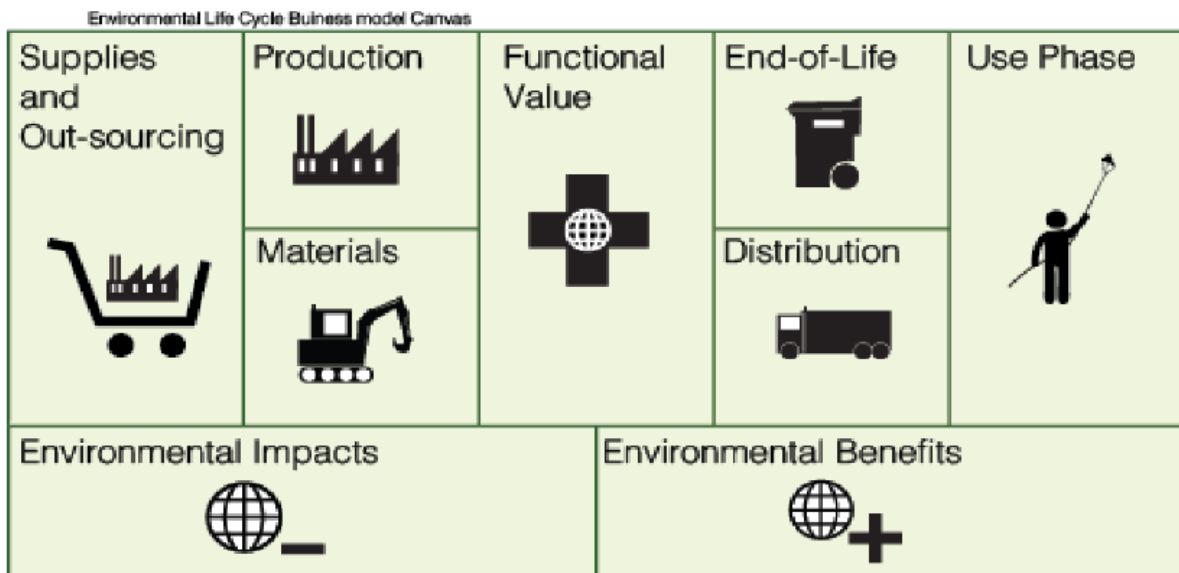 Environmental Life Cycle Buiness model Canvas
Supplies
and
Out-sourcing
Production
Materials
Functional
Value
End-of-Life
Distribution
Use Phase
Environmental Impacts
Environmental Benefits